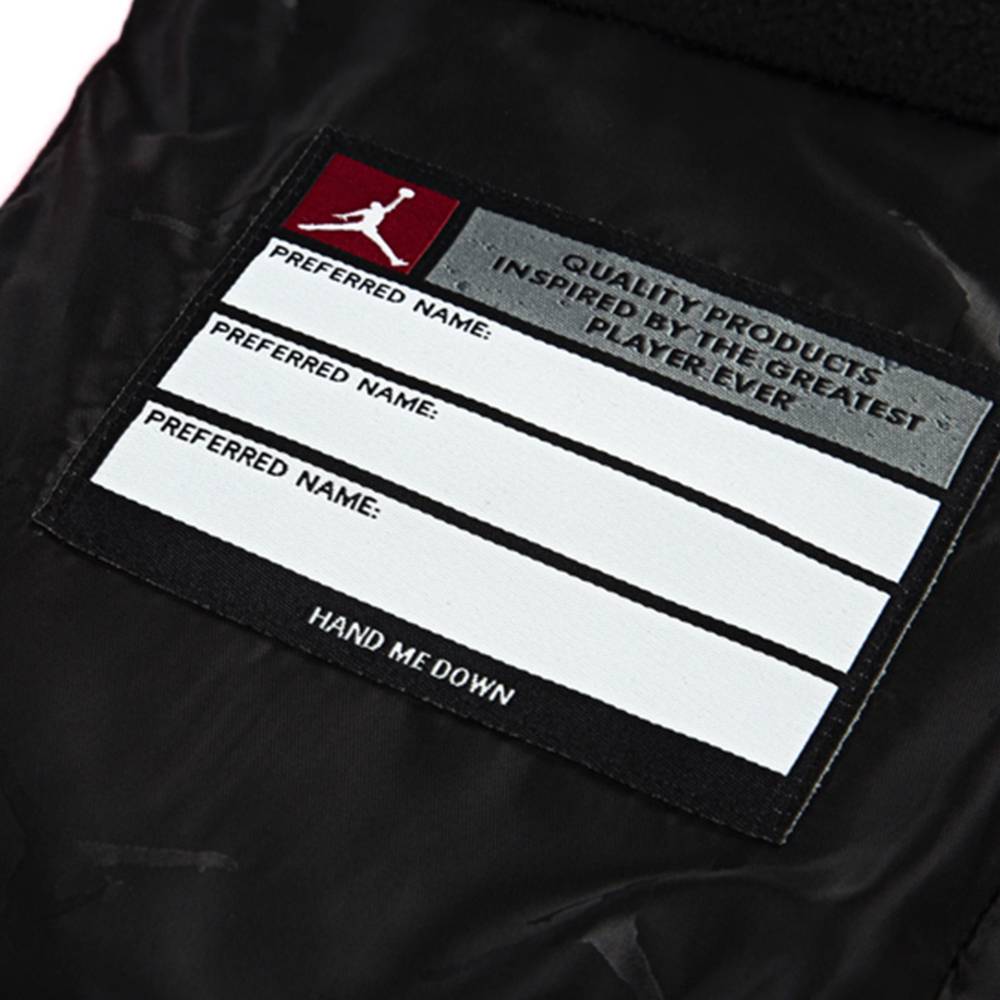 QUALITY PRODUCTS
INSPIRED BY THE GREATEST
PLAYER EVER
PREFERRED NAME:
PREFERRED NAME:
PREFERRED NAME:
HAND ME DOWN